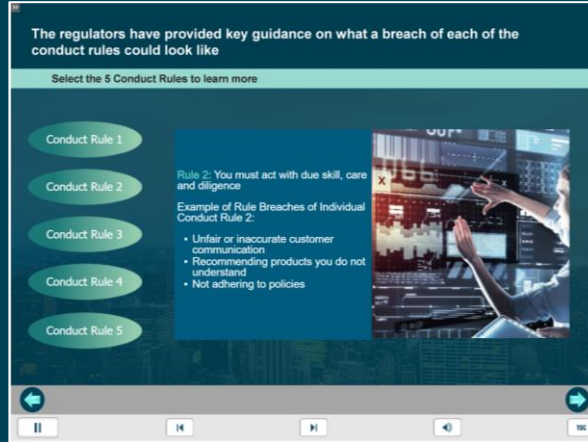 The regulators have provided key guidance on what a breach of each of the
conduct rules could look like
Select the 5 Conduct Rules to learn more
Conduct Rule 1
Conduct Rule 2
Conduct Rule 3
Conduct Rule 4
Conduct Rule 5
Rule 2: You must act with due skill, care
and diligence
Example of Rule Breaches of Individual
Conduct Rule 2:
• Unfair or inaccurate customer
communication
• Recommending products you do not
understand
• Not adhering to policies